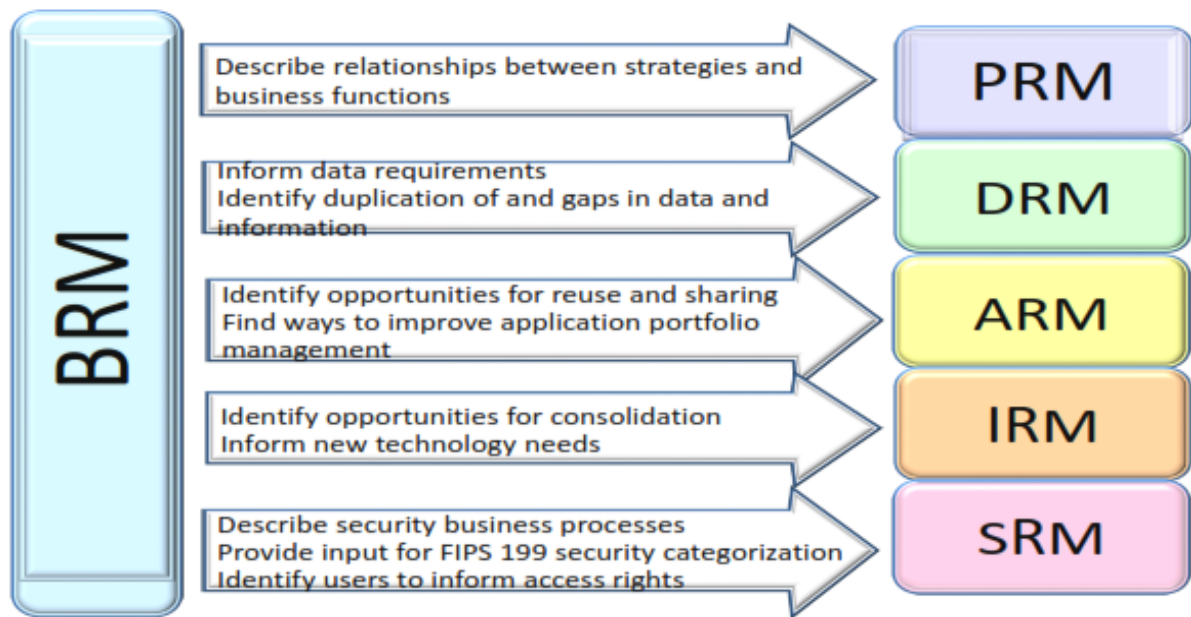 BRM
Describe relationships between strategies and
business functions
PRM
Inform data requirements
Identify duplication of and gaps in data and
information
DRM
Identify opportunities for reuse and sharing
Find ways to improve application portfolio
management
ARM
Identify opportunities for consolidation
Inform new technology needs
IRM
Describe security business processes
Provide input for FIPS 199 security categorization
Identify users to inform access rights
sRM